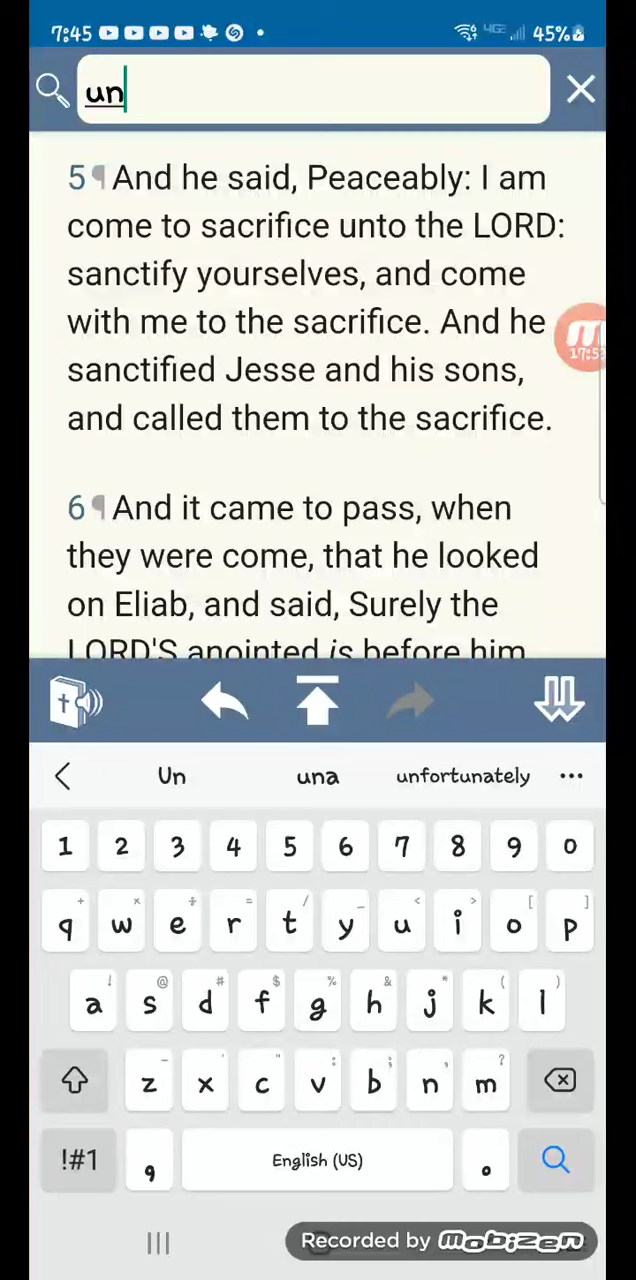 7:45 4GE 45%
un
5 ¶ And he said, Peaceably: I am
come to sacrifice unto the LORD:
sanctify yourselves, and come
with me to the sacrifice. And he
sanctified Jesse and his sons,
and called them to the sacrifice.
17:5
6 ¶ And it came to pass, when
they were come, that he looked
on Eliab, and said, Surely the
LORD'S anointed is before him
Un una unfortunately ...
1 2 3 4 5 6 7 8 9 0
+ × ÷ = / _ < > [ ]
q w e r t y u i o p
! @ # $ % & * ( )
a s d f g h j k l
- ' " : ; , ?
z x c v b n m
!#1 , English (US) .
Recorded by mobizen